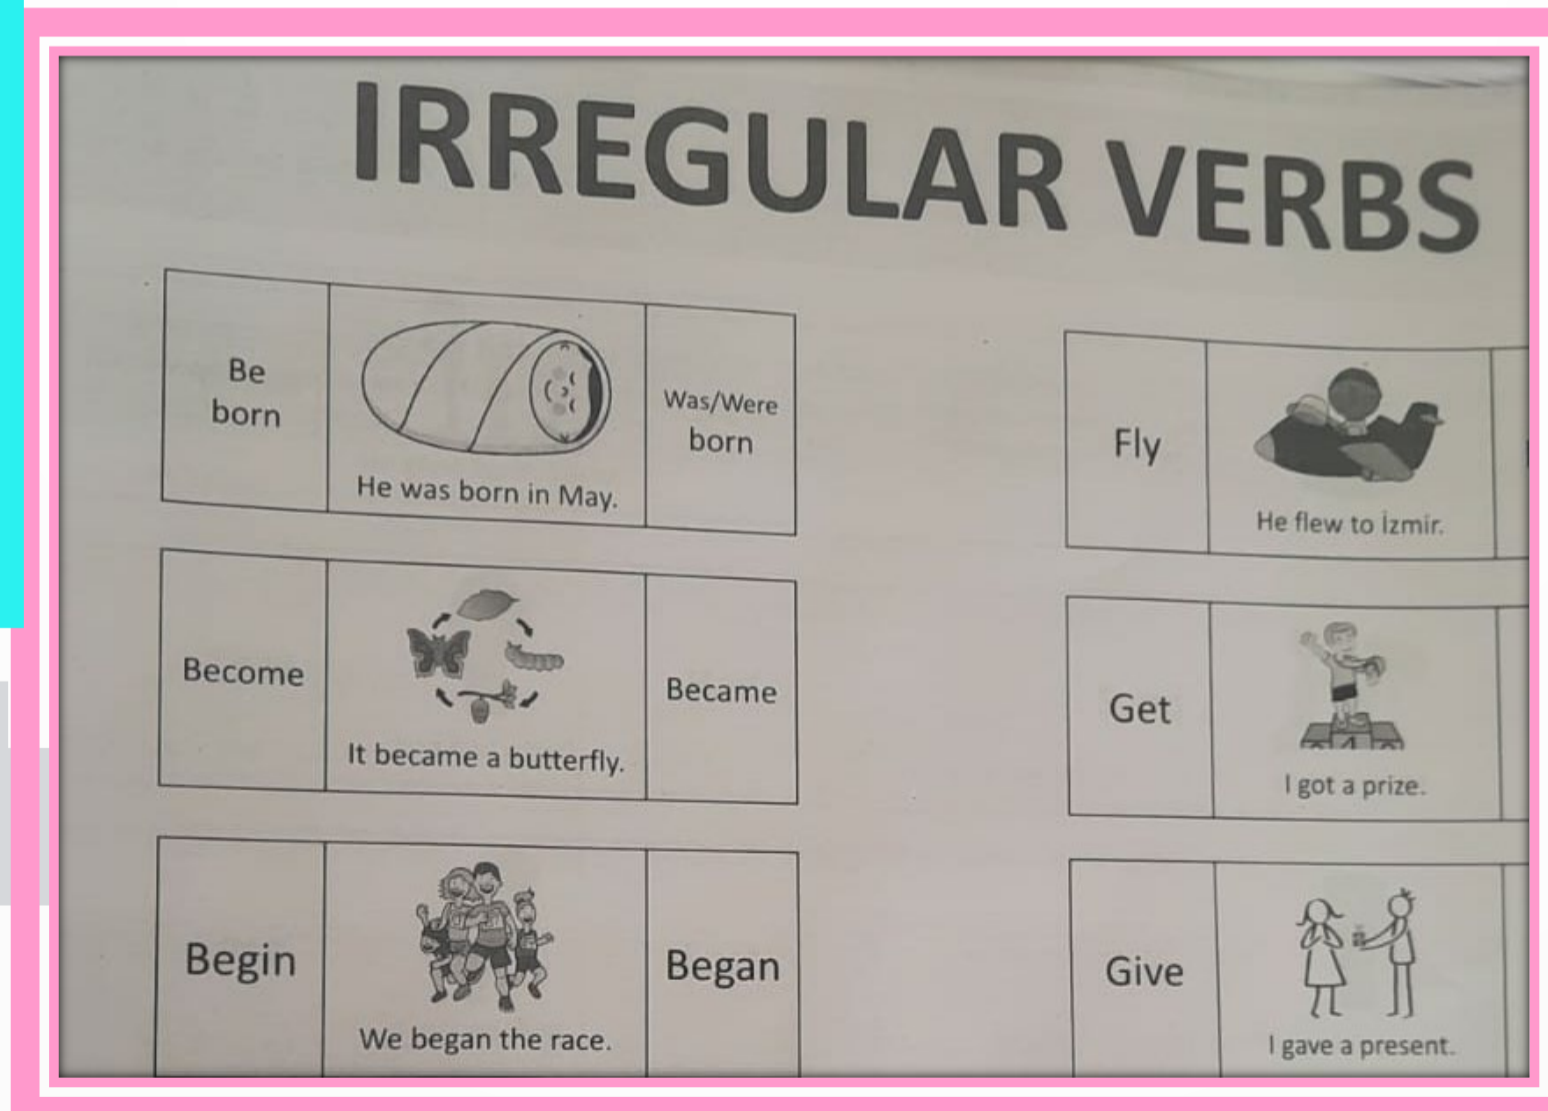 IRREGULAR VERBS
Be
born
He was born in May.
Was/Were
born
Become
It became a butterfly.
Became
Begin
We began the race.
Began
Fly
He flew to İzmir.
Get
1
I got a prize.
Give
I gave a present.